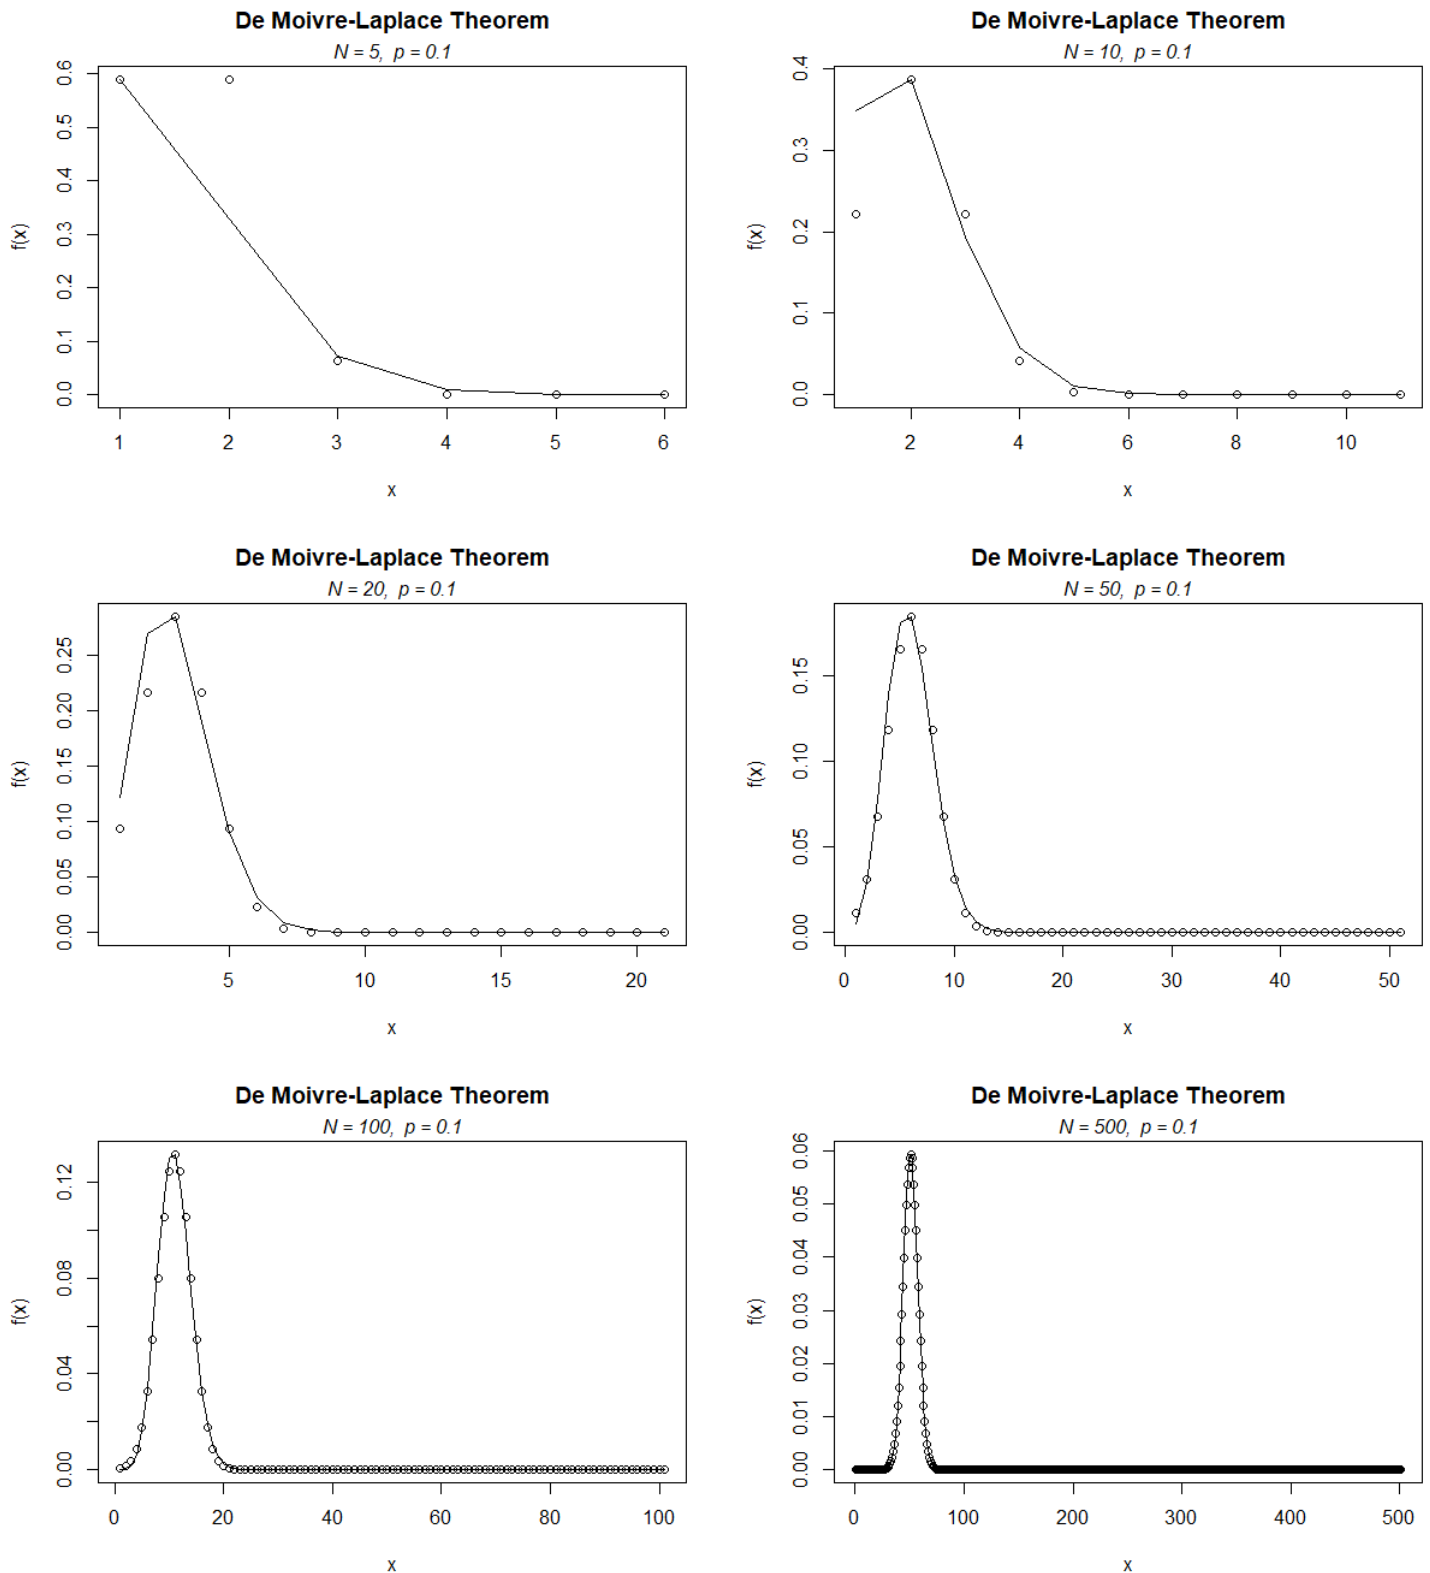 De Moivre-Laplace Theorem
N = 5, p = 0.1
f(x)
0.0 0.1 0.2 0.3 0.4 0.5 0.6
1 2 3 4 5 6
x
De Moivre-Laplace Theorem
N = 10, p = 0.1
f(x)
0.0 0.1 0.2 0.3 0.4
2 4 6 8 10
x
De Moivre-Laplace Theorem
N = 20, p = 0.1
f(x)
0.00 0.05 0.10 0.15 0.20 0.25
5 10 15 20
x
De Moivre-Laplace Theorem
N = 50, p = 0.1
f(x)
0.00 0.05 0.10 0.15
0 10 20 30 40 50
x
De Moivre-Laplace Theorem
N = 100, p = 0.1
f(x)
0.00 0.04 0.08 0.12
0 20 40 60 80 100
x
De Moivre-Laplace Theorem
N = 500, p = 0.1
f(x)
0.00 0.01 0.02 0.03 0.04 0.05 0.06
0 100 200 300 400 500
x